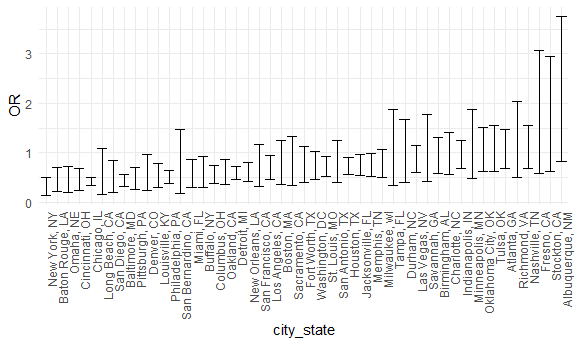 3
2
1
0
OR
New York, NY
Baton Rouge, LA
Omaha, NE
Cincinnati, OH
Chicago, IL
Long Beach, CA
San Diego, CA
Baltimore, MD
Pittsburgh, PA
Denver, CO
Louisville, KY
Philadelphia, PA
San Bernardino, CA
Miami, FL
Buffalo, NY
Columbus, OH
Oakland, CA
Detroit, MI
New Orleans, LA
San Francisco, CA
Los Angeles, CA
Boston, MA
Sacramento, CA
Fort Worth, TX
Washington, DC
St. Louis, MO
San Antonio, TX
Houston, TX
Jacksonville, FL
Memphis, TN
Milwaukee, wI
Tampa, FL
Durham, NC
Las Vegas, NV
Savannah, GA
Birmingham, AL
Charlotte, NC
Indianapolis, IN
Minneapolis, MN
Oklahoma City, OK
Tulsa, OK
Atlanta, GA
Richmond, VA
Nashville, TN
Fresno, CA
Stockton, CA
Albuquerque, NM
city_state